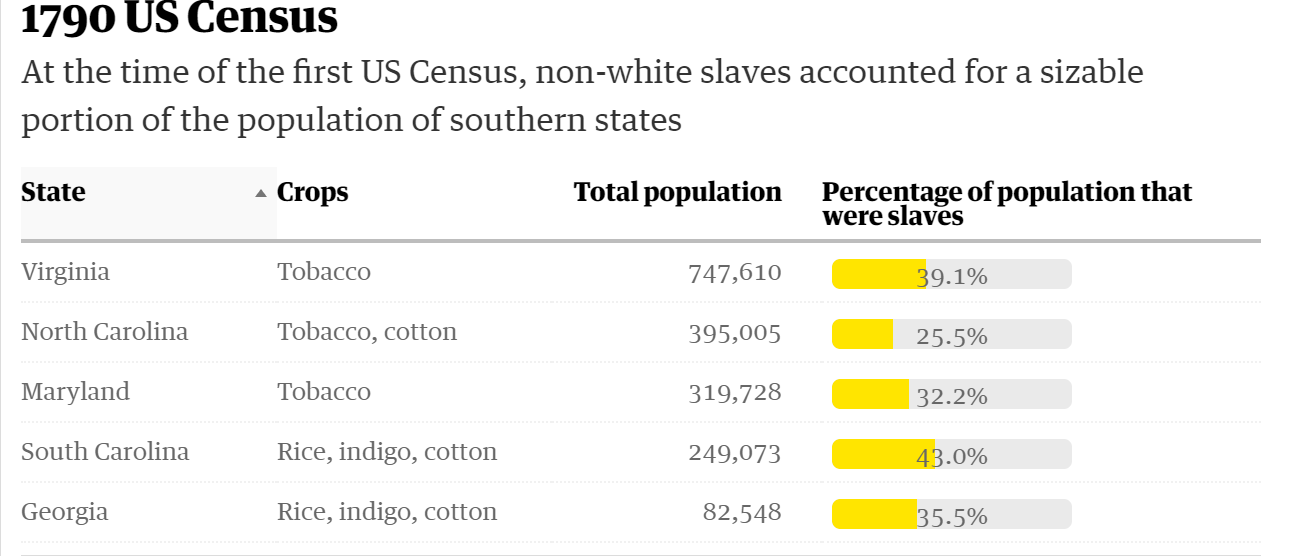 1790 US Census
At the time of the first US Census, non-white slaves accounted for a sizable
portion of the population of southern states
State Crops Total population Percentage of population that
were slaves
Virginia Tobacco 747,610 39.1%
North Carolina Tobacco, cotton 395,005 25.5%
Maryland Tobacco 319,728 32.2%
South Carolina Rice, indigo, cotton 249,073 43.0%
Georgia Rice, indigo, cotton 82,548 35.5%